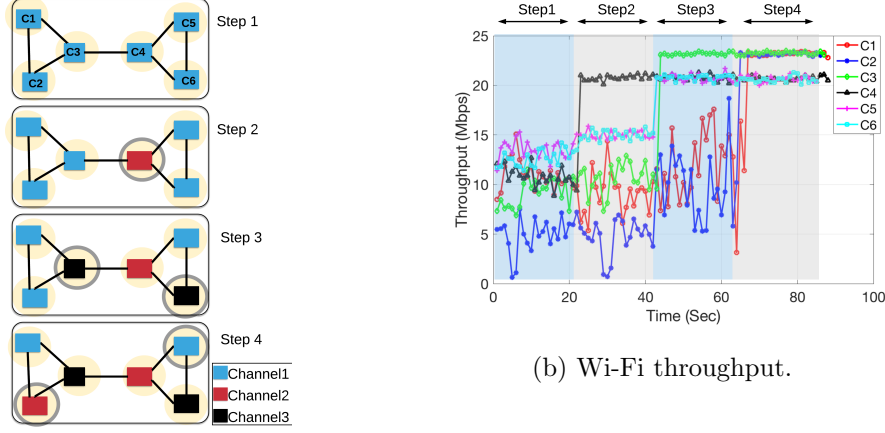 C1
C5
Step 1
C3
C4
C2
C6
Step 2
Step 3
Step 4
Channel1
Channel2
Channel3
Step1 Step2 Step3 Step4
25
20
15
10
5
0
Throughput (Mbps)
0 20 40 60 80 100
Time (Sec)
C1
C2
C3
C4
C5
C6
(b) Wi-Fi throughput.